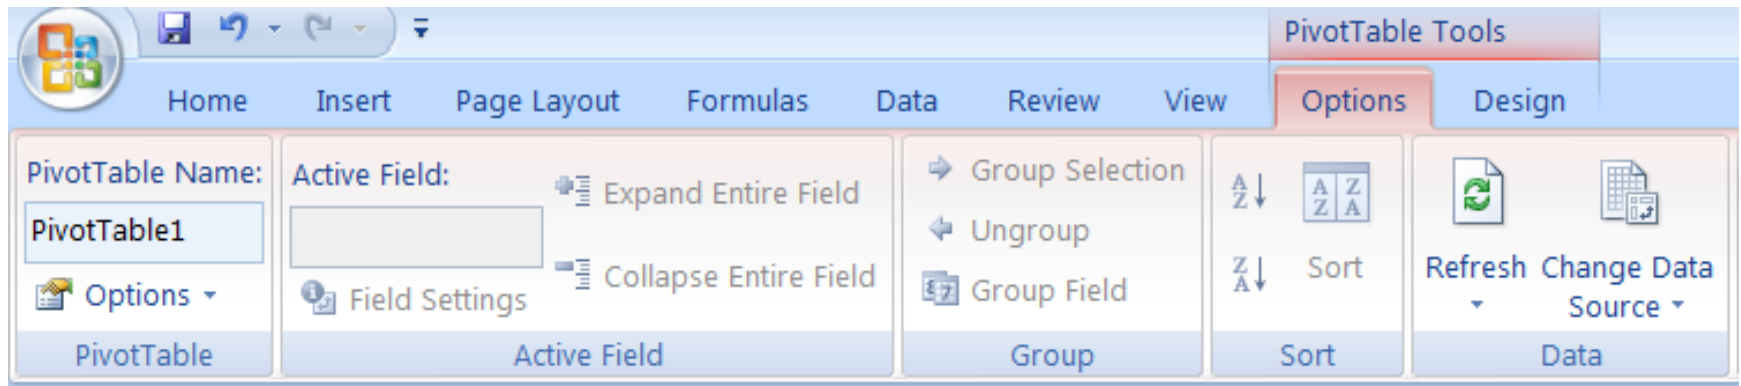 PivotTable Tools
Home Insert Page Layout Formulas Data Review View Options Design
PivotTable Name:
PivotTable1
Options
PivotTable
Active Field:
Field Settings
Expand Entire Field
Collapse Entire Field
Active Field
Group Selection
Ungroup
Group Field
Group
A Z
Z A
A Z
Z A
Sort
Sort
Refresh
Change Data
Source
Data